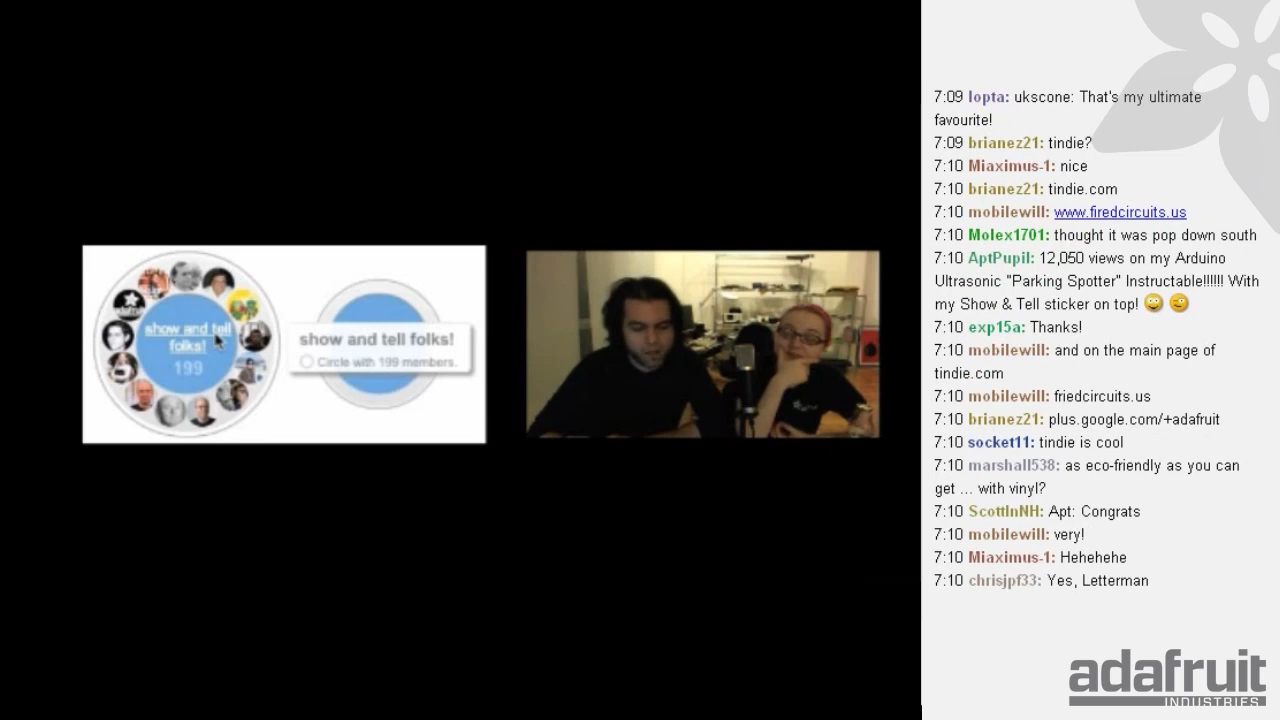 show and tell
folks!
199
show and tell folks!
Circle with 199 members.
7:09 lopta: ukscone: That's my ultimate
favourite!
7:09 brianez21: tindie?
7:10 Miaximus-1: nice
7:10 brianez21: tindie.com
7:10 mobilewill: www.firedcircuits.us
7:10 Molex1701: thought it was pop down south
7:10 AptPupil: 12,050 views on my Arduino
Ultrasonic "Parking Spotter" Instructable!!!!!! With
my Show & Tell sticker on top!
7:10 exp15a: Thanks!
7:10 mobilewill: and on the main page of
tindie.com
7:10 mobilewill: friedcircuits.us
7:10 brianez21: plus.google.com/+adafruit
7:10 socket11: tindie is cool
7:10 marshall538: as eco-friendly as you can
get ... with vinyl?
7:10 ScottInNH: Apt: Congrats
7:10 mobilewill: very!
7:10 Miaximus-1: Hehehehe
7:10 chrisjpf33: Yes, Letterman
adafruit
INDUSTRIES